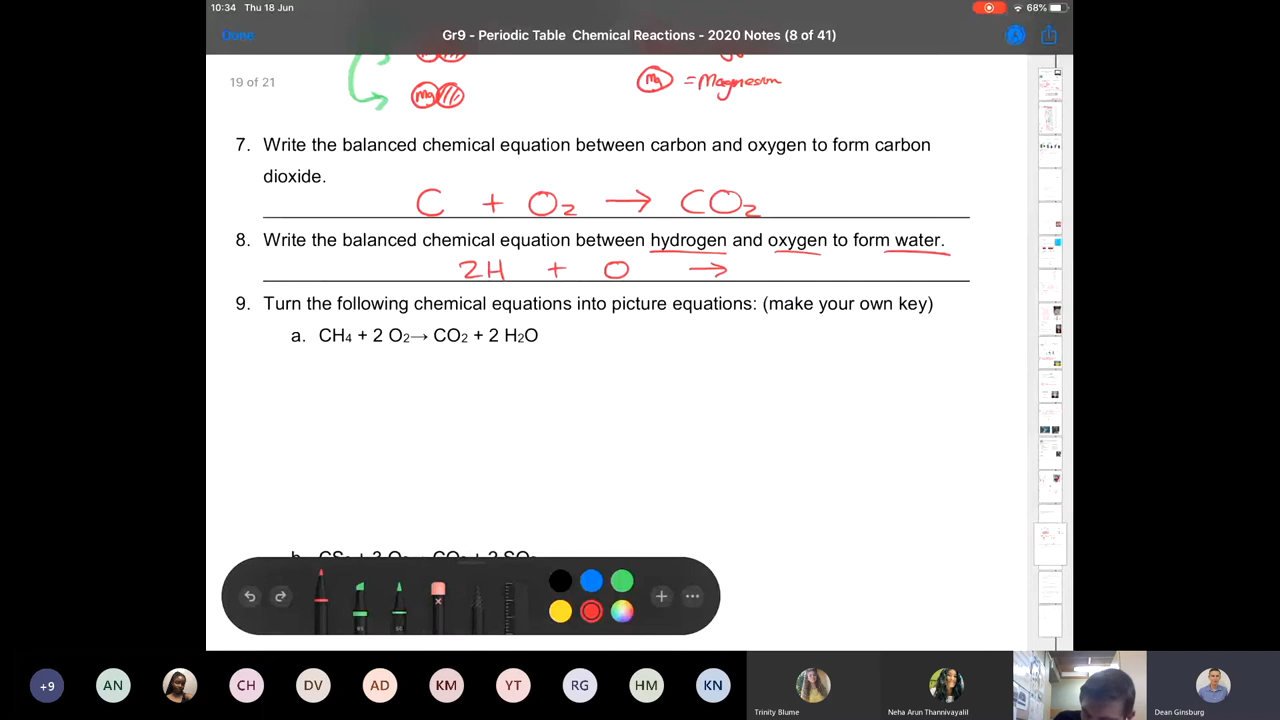 10:34 Thu 18 Jun
68%
Done
Gr9 - Periodic Table Chemical Reactions - 2020 Notes (8 of 41)
19 of 21
Mg = Magnesium
Mg
7. Write the balanced chemical equation between carbon and oxygen to form carbon
dioxide.
C + O2 → CO2
8. Write the balanced chemical equation between hydrogen and oxygen to form water.
2H + O →
9. Turn the following chemical equations into picture equations: (make your own key)
a. CH4 + 2 O2→ CO2 + 2 H2O
+9
AN
CH
DV
AD
KM
YT
RG
HM
KN
Trinity Blume
Neha Arun Thannivayalil
Dean Ginsburg